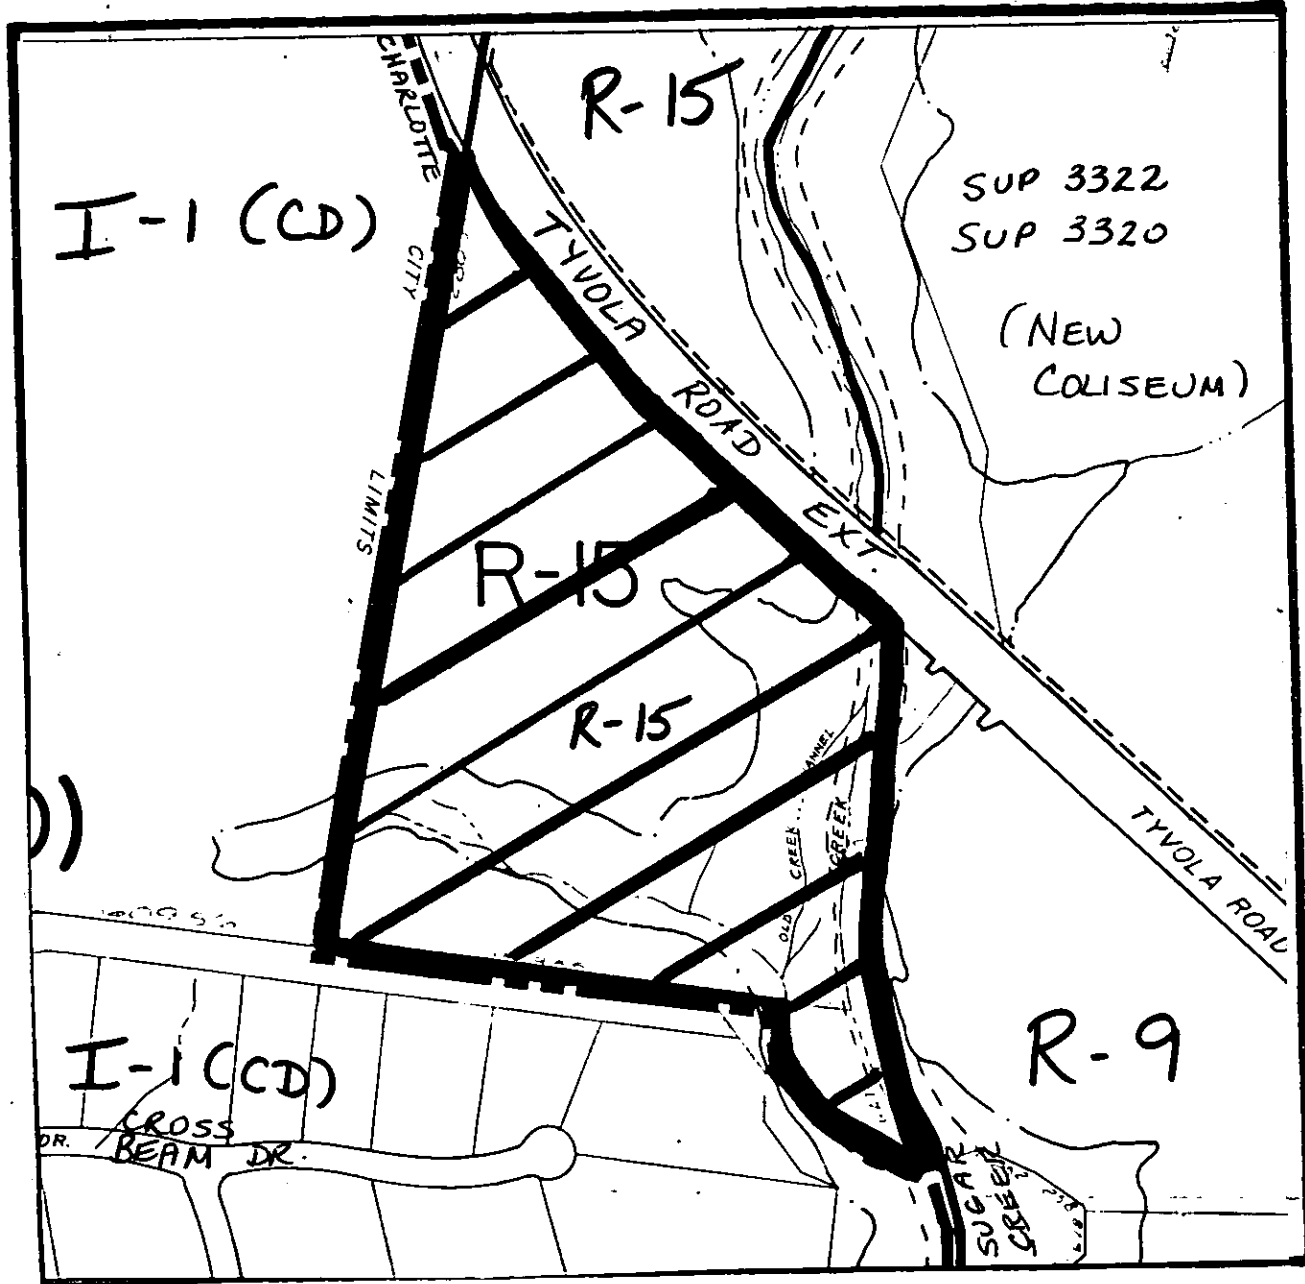 CHARLOTTE
CITY
LIMITS
R-15
SUP 3322
SUP 3320
(NEW
COLISEUM)
I-1 (CD)
TYVOLA
ROAD
EXT.
R-15
R-15
OLD
CREEK
CREEK
TYVOLA ROAD
I-1 (CD)
R-9
DR.
CROSS
BEAM DR.
SUGAR
CREEK